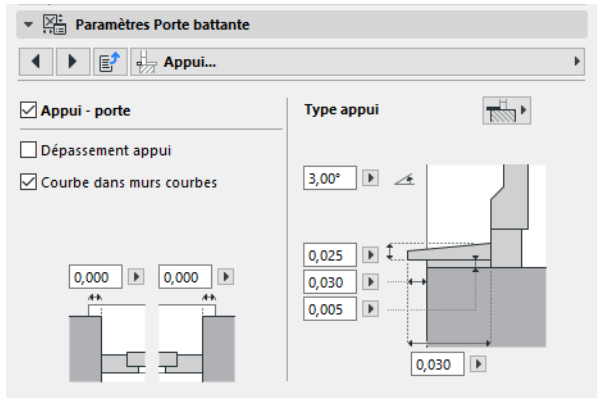 Paramètres Porte battante
Appui...
Appui - porte
Dépassement appui
Courbe dans murs courbes
0,000 0,000
Type appui
3,00°
0,025
0,030
0,005
0,030